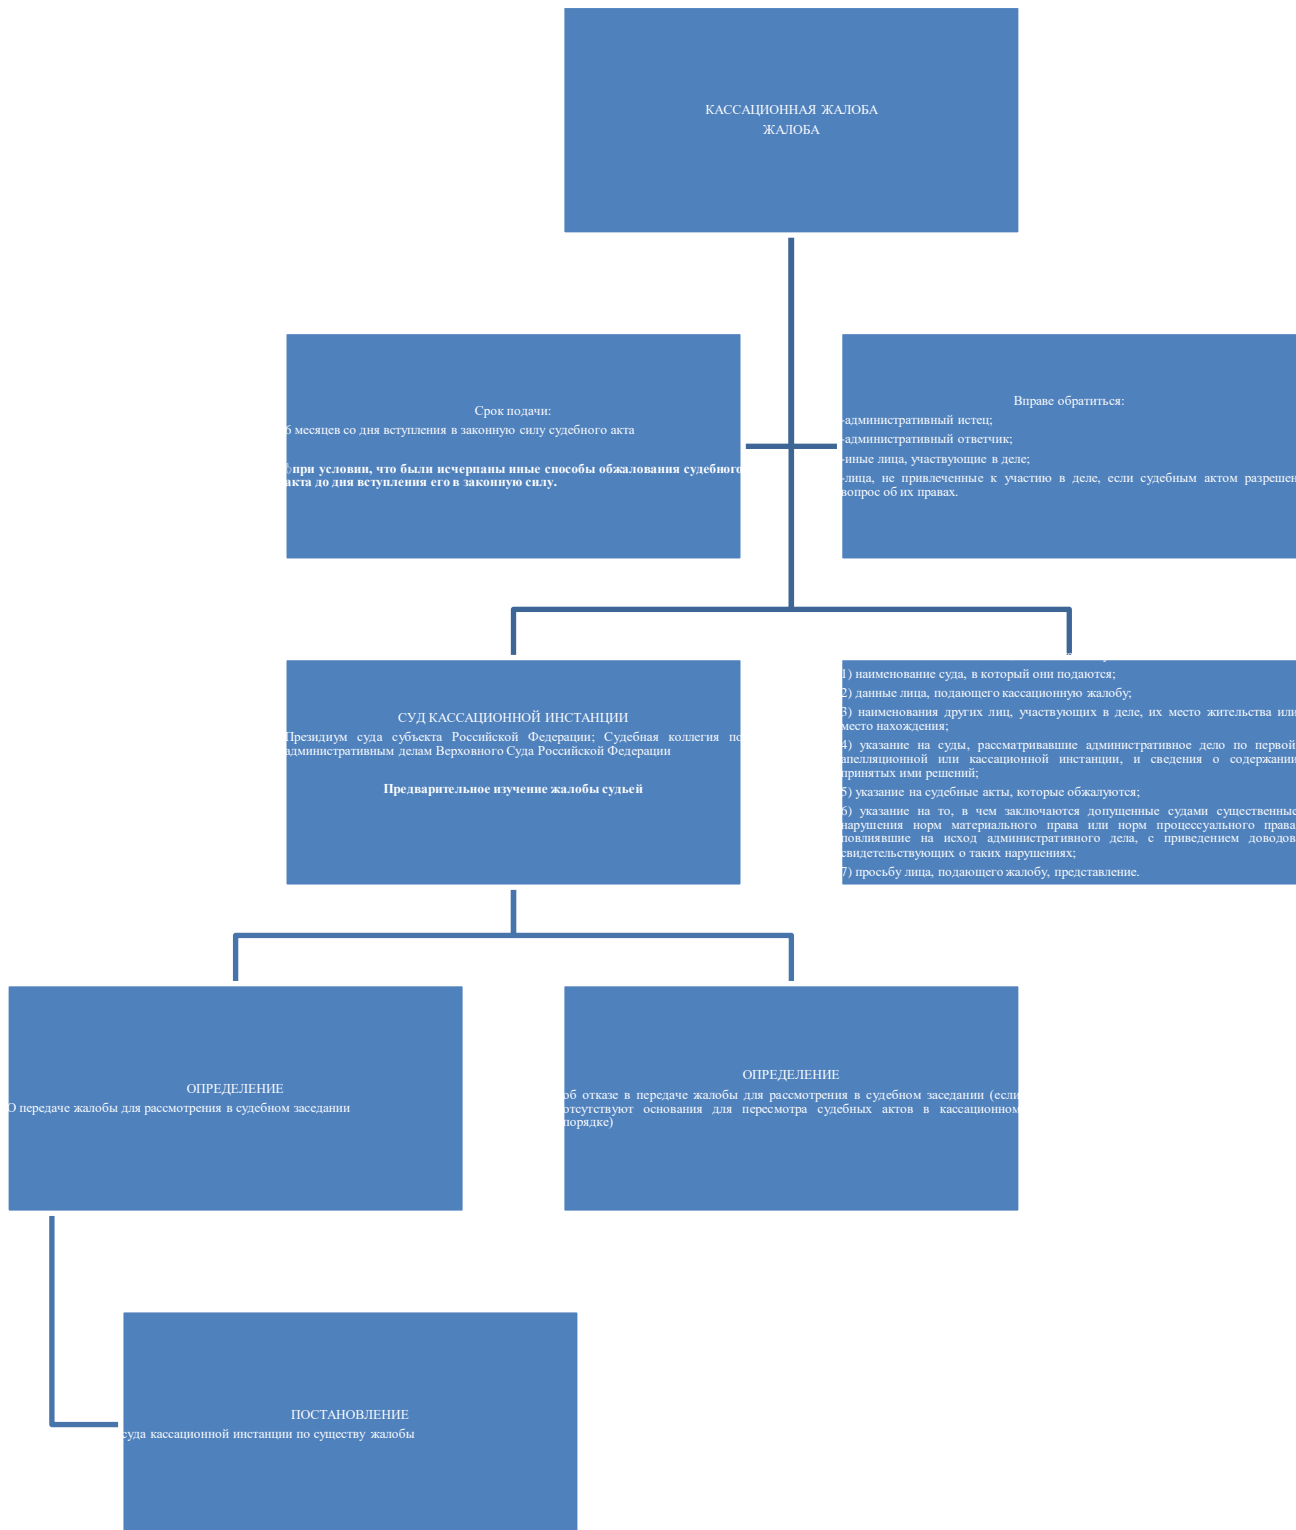 КАССАЦИОННАЯ ЖАЛОБА
ЖАЛОБА
Срок подачи:
6 месяцев со дня вступления в законную силу судебного акта
при условии, что были исчерпаны иные способы обжалования судебного
акта до дня вступления его в законную силу.
Вправе обратиться:
-административный истец;
-административный ответчик;
-иные лица, участвующие в деле;
-лица, не привлеченные к участию в деле, если судебным актом разрешен
вопрос об их правах.
СУД КАССАЦИОННОЙ ИНСТАНЦИИ
Президиум суда субъекта Российской Федерации; Судебная коллегия по
административным делам Верховного Суда Российской Федерации
Предварительное изучение жалобы судьей
1) наименование суда, в который они подаются;
2) данные лица, подающего кассационную жалобу;
3) наименования других лиц, участвующих в деле, их место жительства или
место нахождения;
4) указание на суды, рассматривавшие административное дело по первой
апелляционной или кассационной инстанции, и сведения о содержании
принятых ими решений;
5) указание на судебные акты, которые обжалуются;
6) указание на то, в чем заключаются допущенные судами существенные
нарушения норм материального права или норм процессуального права
повлиявшие на исход административного дела, с приведением доводов
свидетельствующих о таких нарушениях;
7) просьбу лица, подающего жалобу, представление.
ОПРЕДЕЛЕНИЕ
О передаче жалобы для рассмотрения в судебном заседании
ОПРЕДЕЛЕНИЕ
об отказе в передаче жалобы для рассмотрения в судебном заседании (если
отсутствуют основания для пересмотра судебных актов в кассационном
порядке)
ПОСТАНОВЛЕНИЕ
суда кассационной инстанции по существу жалобы